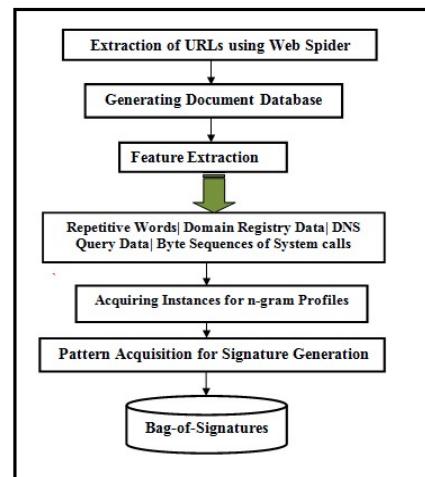 Extraction of URLs using Web Spider
Generating Document Database
Feature Extraction
Repetitive Words| Domain Registry Data| DNS
Query Data| Byte Sequences of System calls
Acquiring Instances for n-gram Profiles
Pattern Acquisition for Signature Generation
Bag-of-Signatures